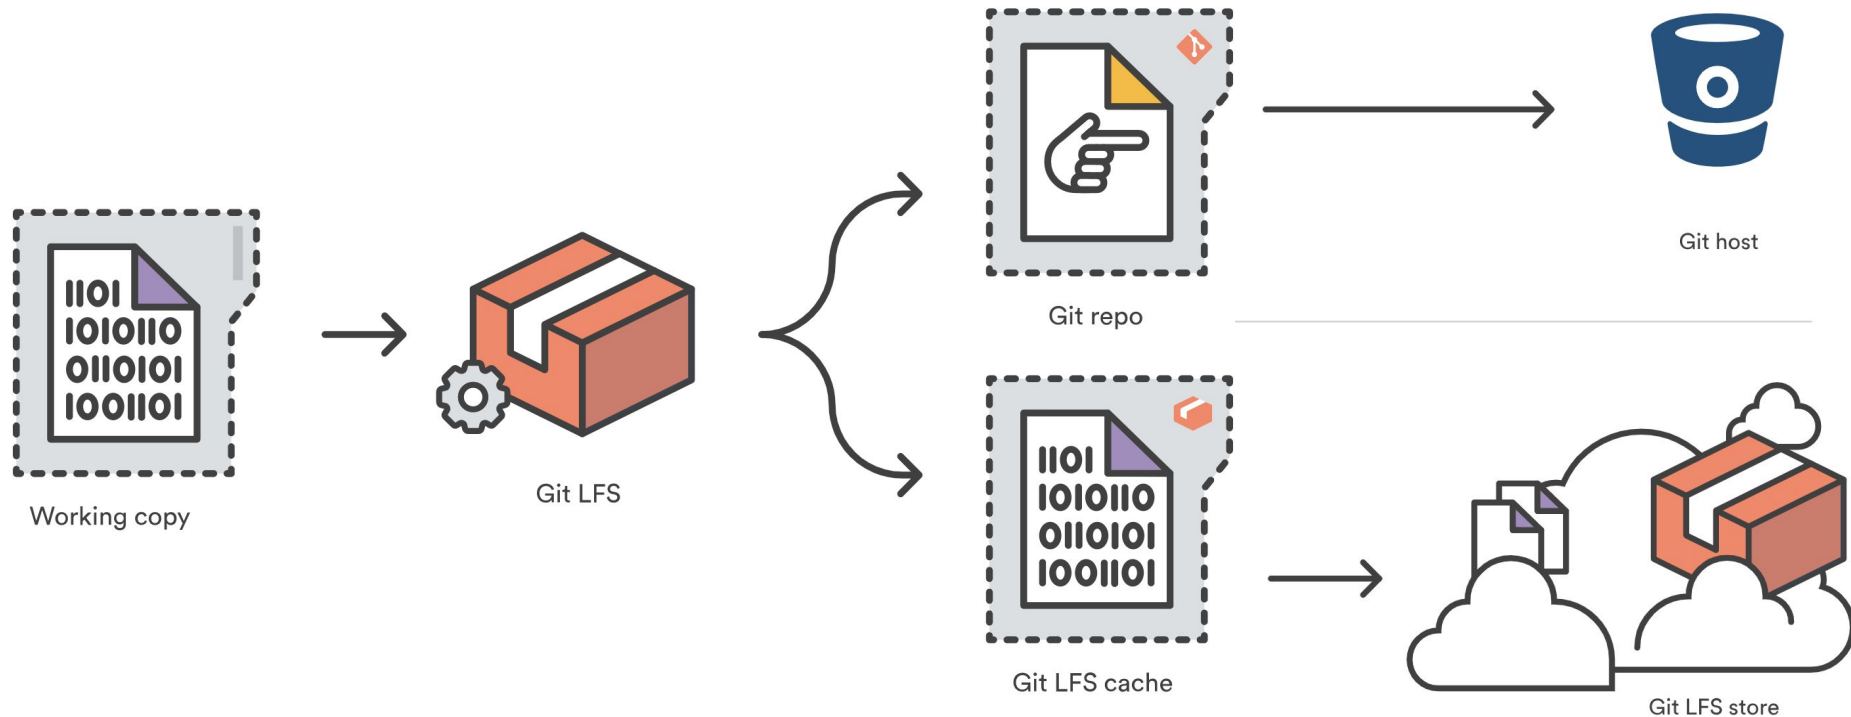 1101
1010110
0110101
1001101
Working copy
Git LFS
Git repo
Git host
1101
1010110
0110101
1001101
Git LFS cache
Git LFS store